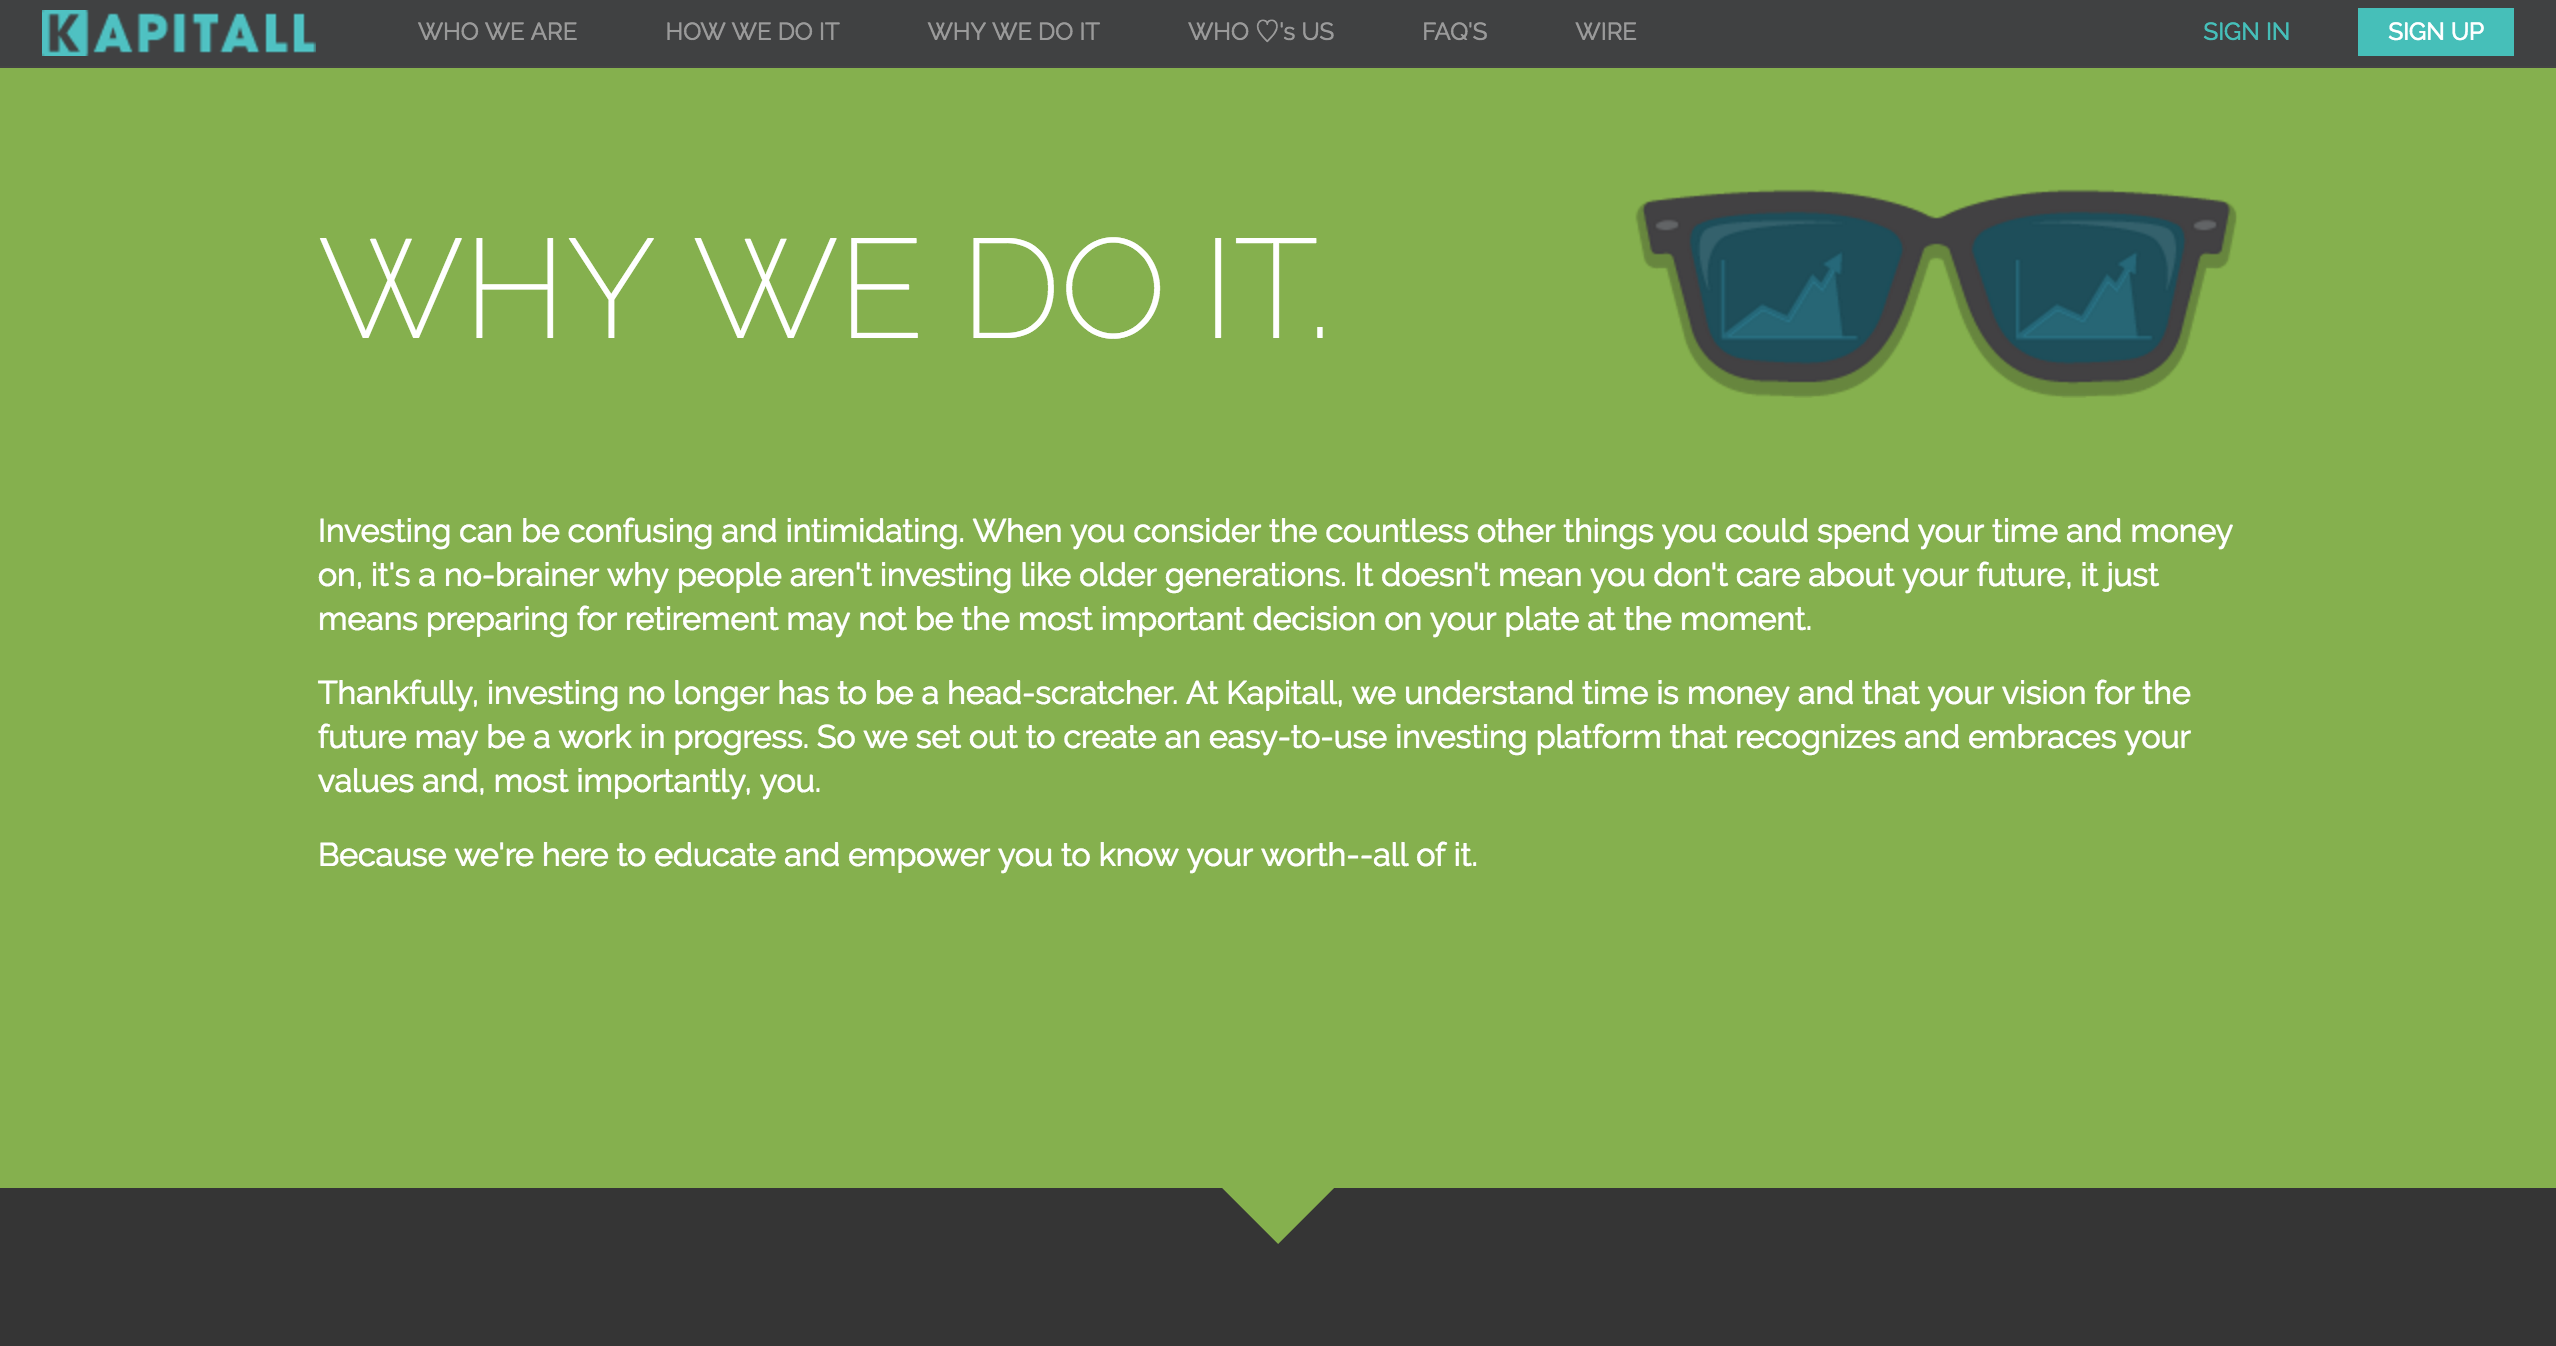 KAPITALL
WHO WE ARE
HOW WE DO IT
WHY WE DO IT
WHO ♡'s US
FAQ'S
WIRE
SIGN IN
SIGN UP
WHY WE DO IT.
Investing can be confusing and intimidating. When you consider the countless other things you could spend your time and money
on, it's a no-brainer why people aren't investing like older generations. It doesn't mean you don't care about your future, it just
means preparing for retirement may not be the most important decision on your plate at the moment.
Thankfully, investing no longer has to be a head-scratcher. At Kapitall, we understand time is money and that your vision for the
future may be a work in progress. So we set out to create an easy-to-use investing platform that recognizes and embraces your
values and, most importantly, you.
Because we're here to educate and empower you to know your worth--all of it.